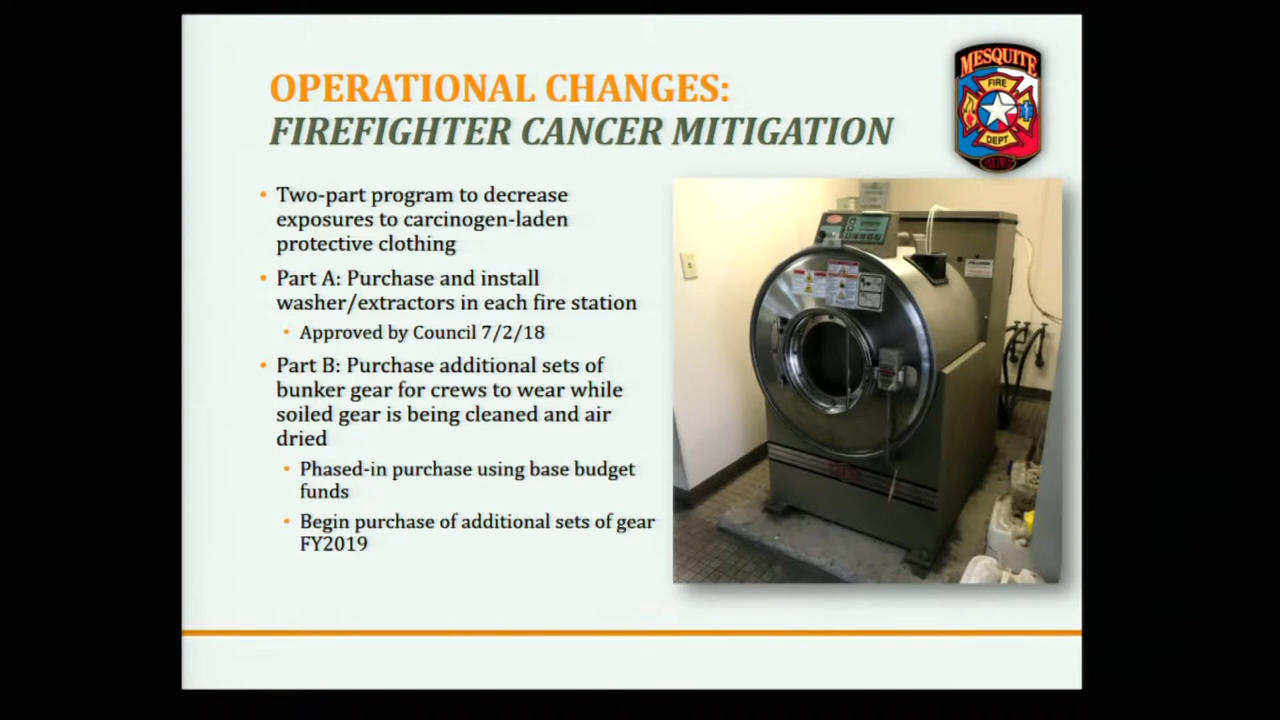 OPERATIONAL CHANGES:
FIREFIGHTER CANCER MITIGATION
MESQUITE
FIRE
DEPT
• Two-part program to decrease
exposures to carcinogen-laden
protective clothing
• Part A: Purchase and install
washer/extractors in each fire station
• Approved by Council 7/2/18
• Part B: Purchase additional sets of
bunker gear for crews to wear while
soiled gear is being cleaned and air
dried
• Phased-in purchase using base budget
funds
• Begin purchase of additional sets of gear
FY2019